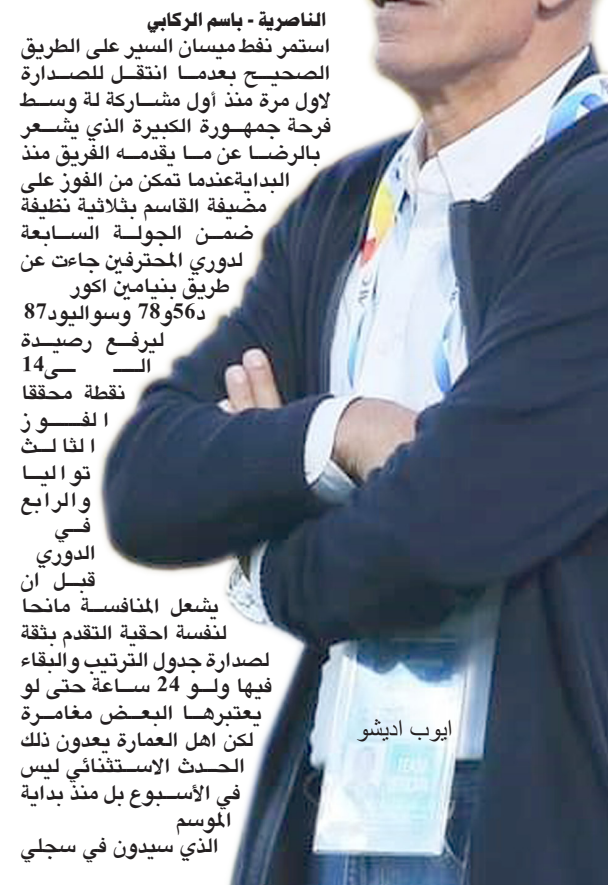 الناصرية - باسم الركابي
استمر نفط ميسان السير على الطريق
الصحيح بعدما انتقل للصدارة
لاول مرة منذ أول مشاركة لة وسط
فرحة جمهورة الكبيرة الذي يشعر
بالرضا عن ما يقدمه الفريق منذ
البدايةعندما تمكن من الفوز على
مضيفة القاسم بثلاثية نظيفة
ضمن الجولة السابعة
لدوري المحترفين جاءت عن
طريق بنيامين اكور
د56و78 وسواليود87
ليرفع رصيدة
الى14
نقطة محققا
الفوز
الثالث
تواليا
والرابع
في
الدوري
قبل ان
يشعل المنافسة مانحا
لنفسة احقية التقدم بثقة
لصدارة جدول الترتيب والبقاء
فيها ولو 24 ساعة حتى لو
يعتبرها البعض مغامرة
لكن اهل العمارة يعدون ذلك
الحدث الاستثنائي ليس
في الأسبوع بل منذ بداية
الموسم
الذي سيدون في سجلي
ايوب اديشو